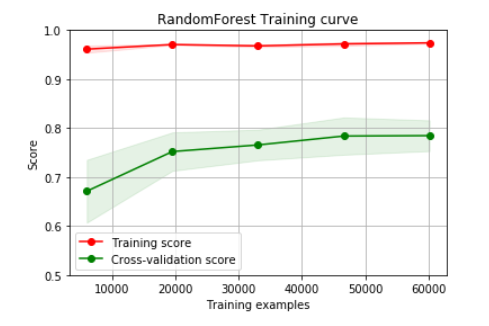 RandomForest Training curve
1.0
0.9
0.8
0.7
0.6
0.5
Score
Training score
Cross-validation score
10000 20000 30000 40000 50000 60000
Training examples